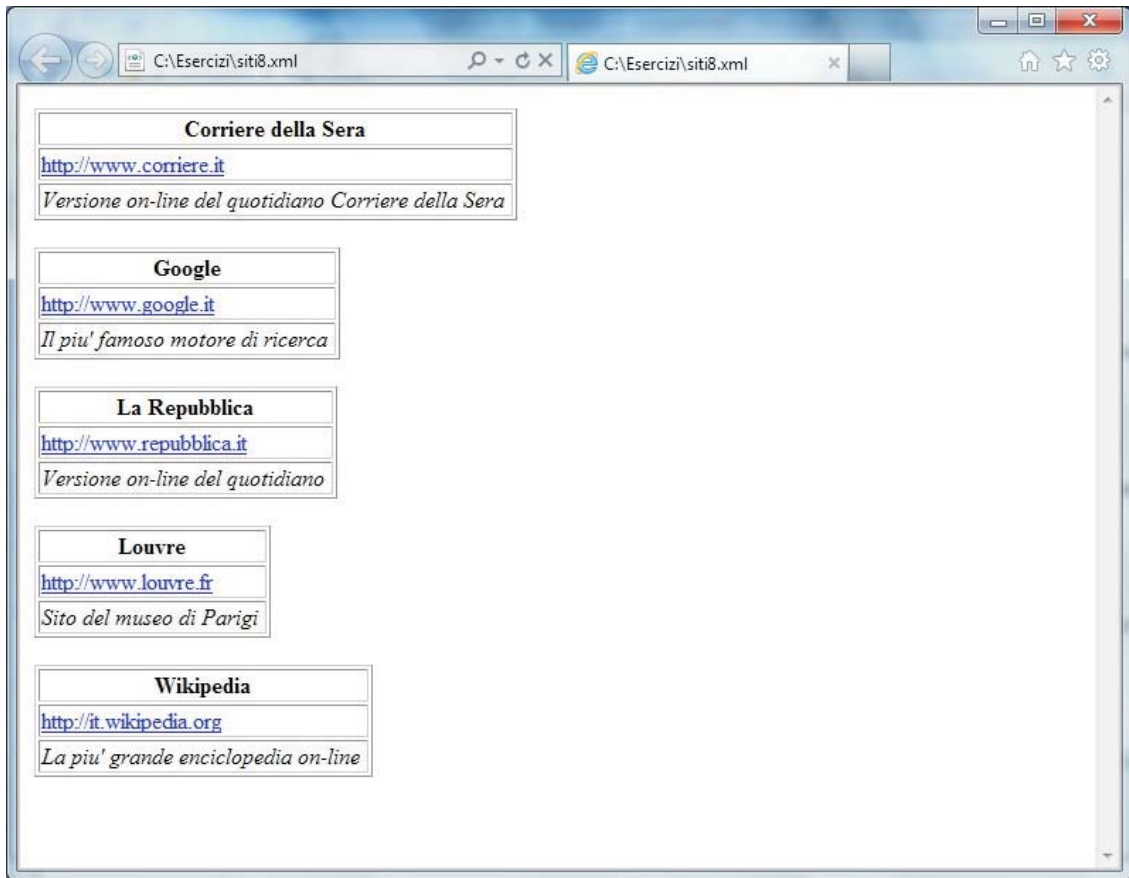 C:\Esercizi\siti8.xml
C:\Esercizi\siti8.xml
Corriere della Sera
http://www.corriere.it
Versione on-line del quotidiano Corriere della Sera
Google
http://www.google.it
Il piu' famoso motore di ricerca
La Repubblica
http://www.repubblica.it
Versione on-line del quotidiano
Louvre
http://www.louvre.fr
Sito del museo di Parigi
Wikipedia
http://it.wikipedia.org
La piu' grande enciclopedia on-line